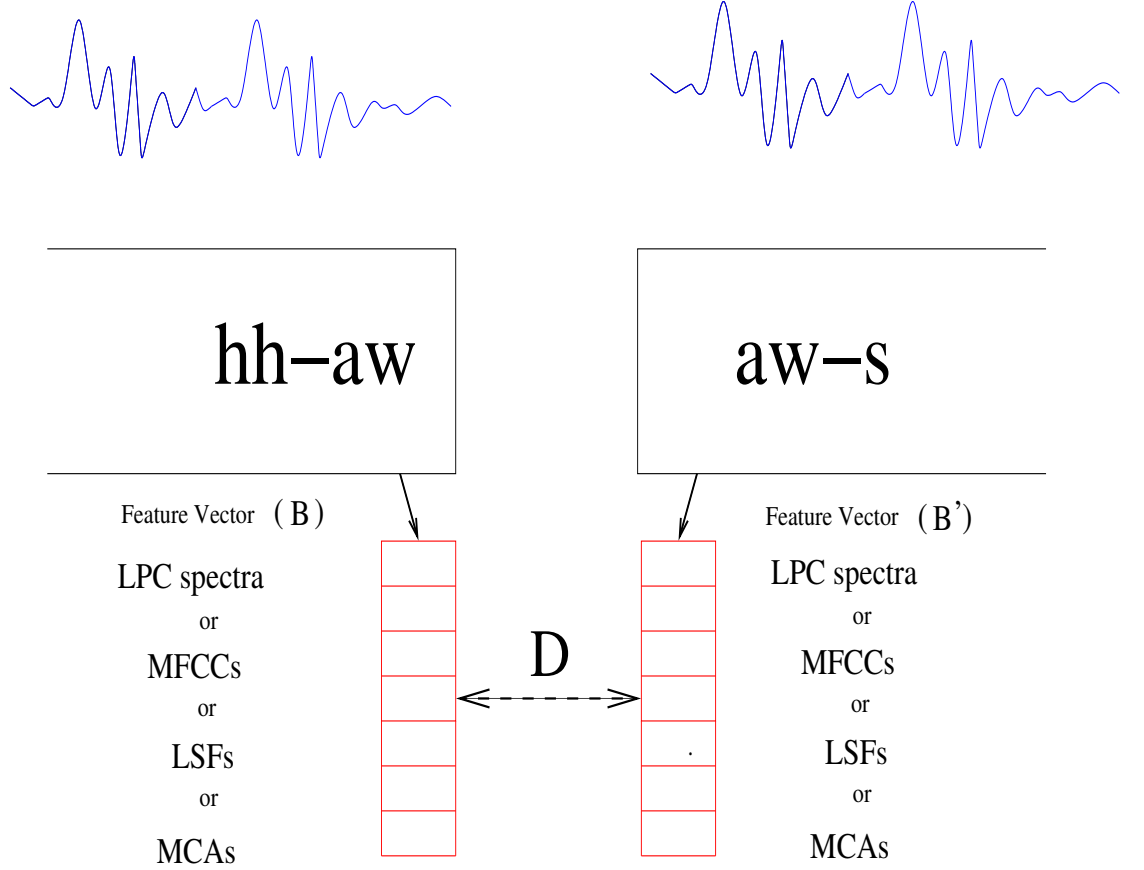 hh–aw
aw–s
Feature Vector (B)
Feature Vector (B’)
LPC spectra
or
MFCCs
or
LSFs
or
MCAs
D
LPC spectra
or
MFCCs
or
LSFs
or
MCAs